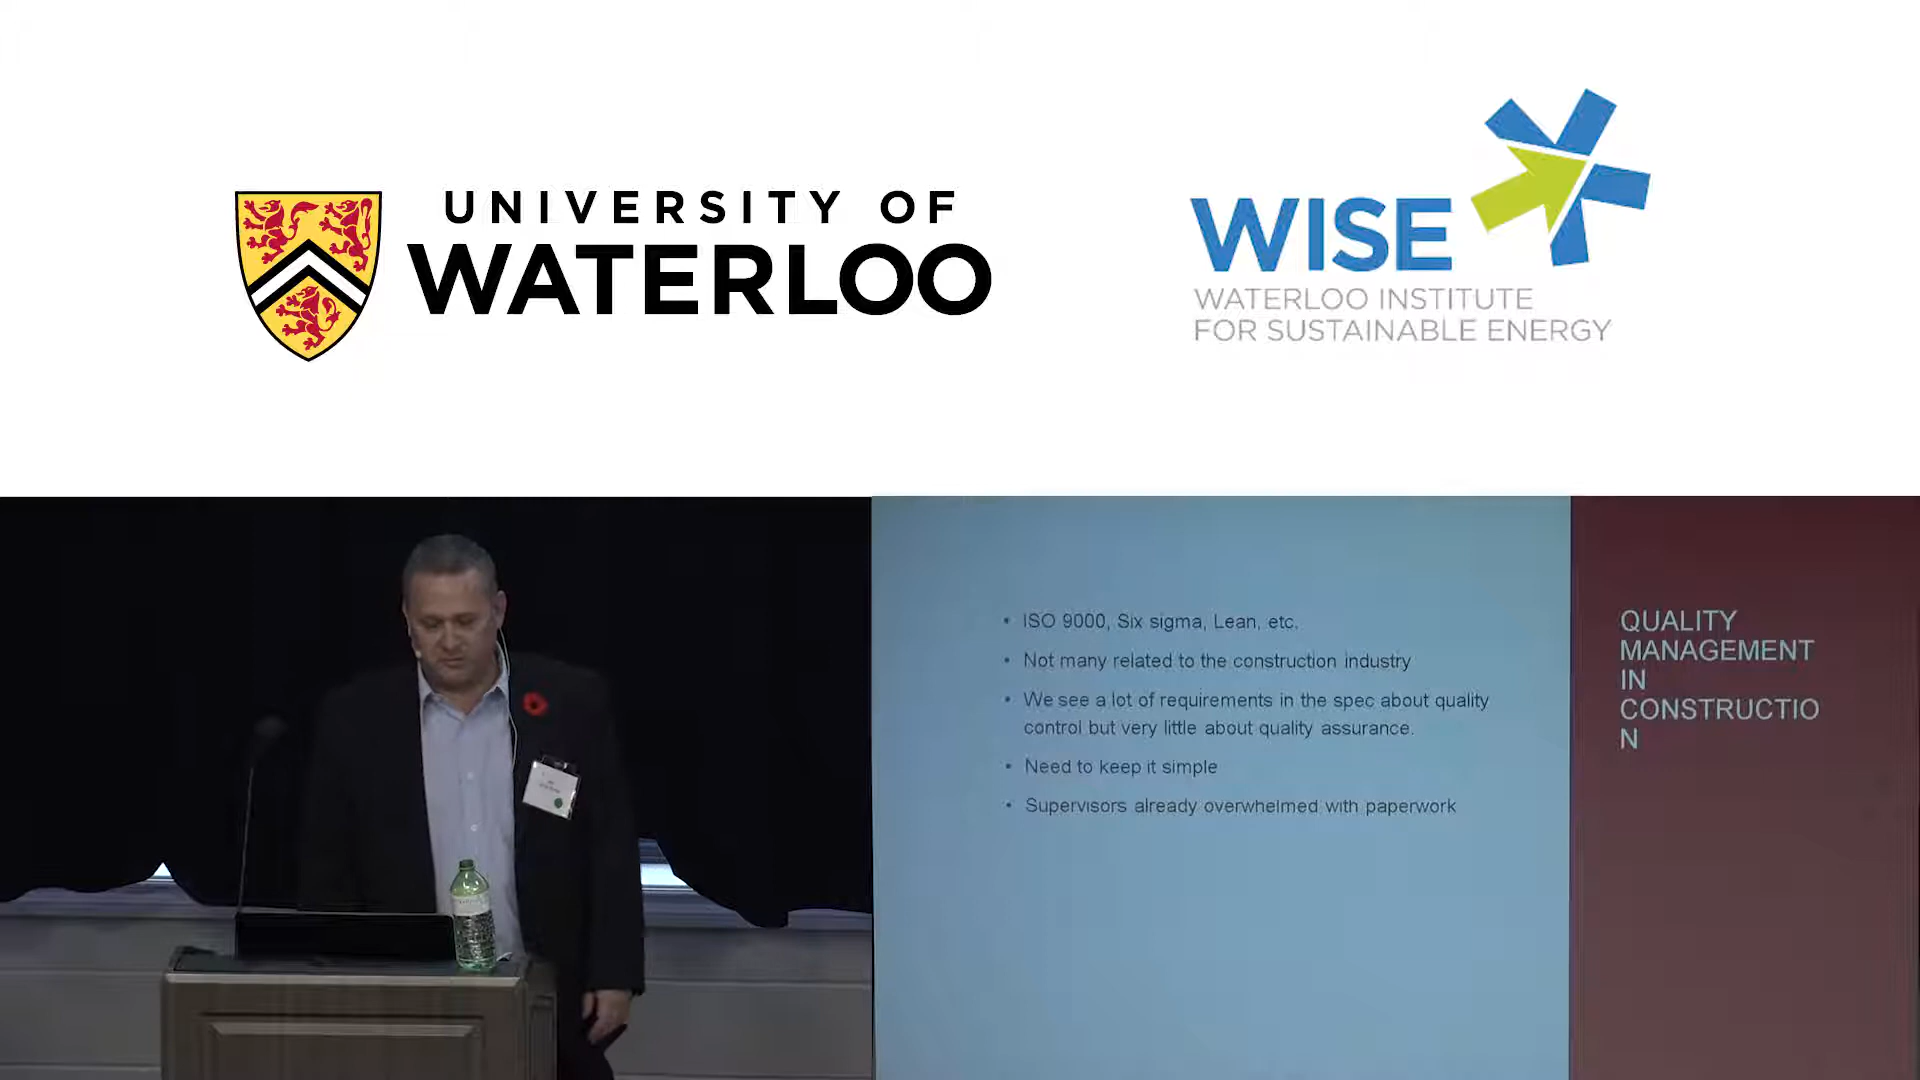 UNIVERSITY OF
WATERLOO
WISE
WATERLOO INSTITUTE
FOR SUSTAINABLE ENERGY
• ISO 9000, Six sigma, Lean, etc.
• Not many related to the construction industry
• We see a lot of requirements in the spec about quality
control but very little about quality assurance.
• Need to keep it simple
• Supervisors already overwhelmed with paperwork
QUALITY
MANAGEMENT
IN
CONSTRUCTIO
N